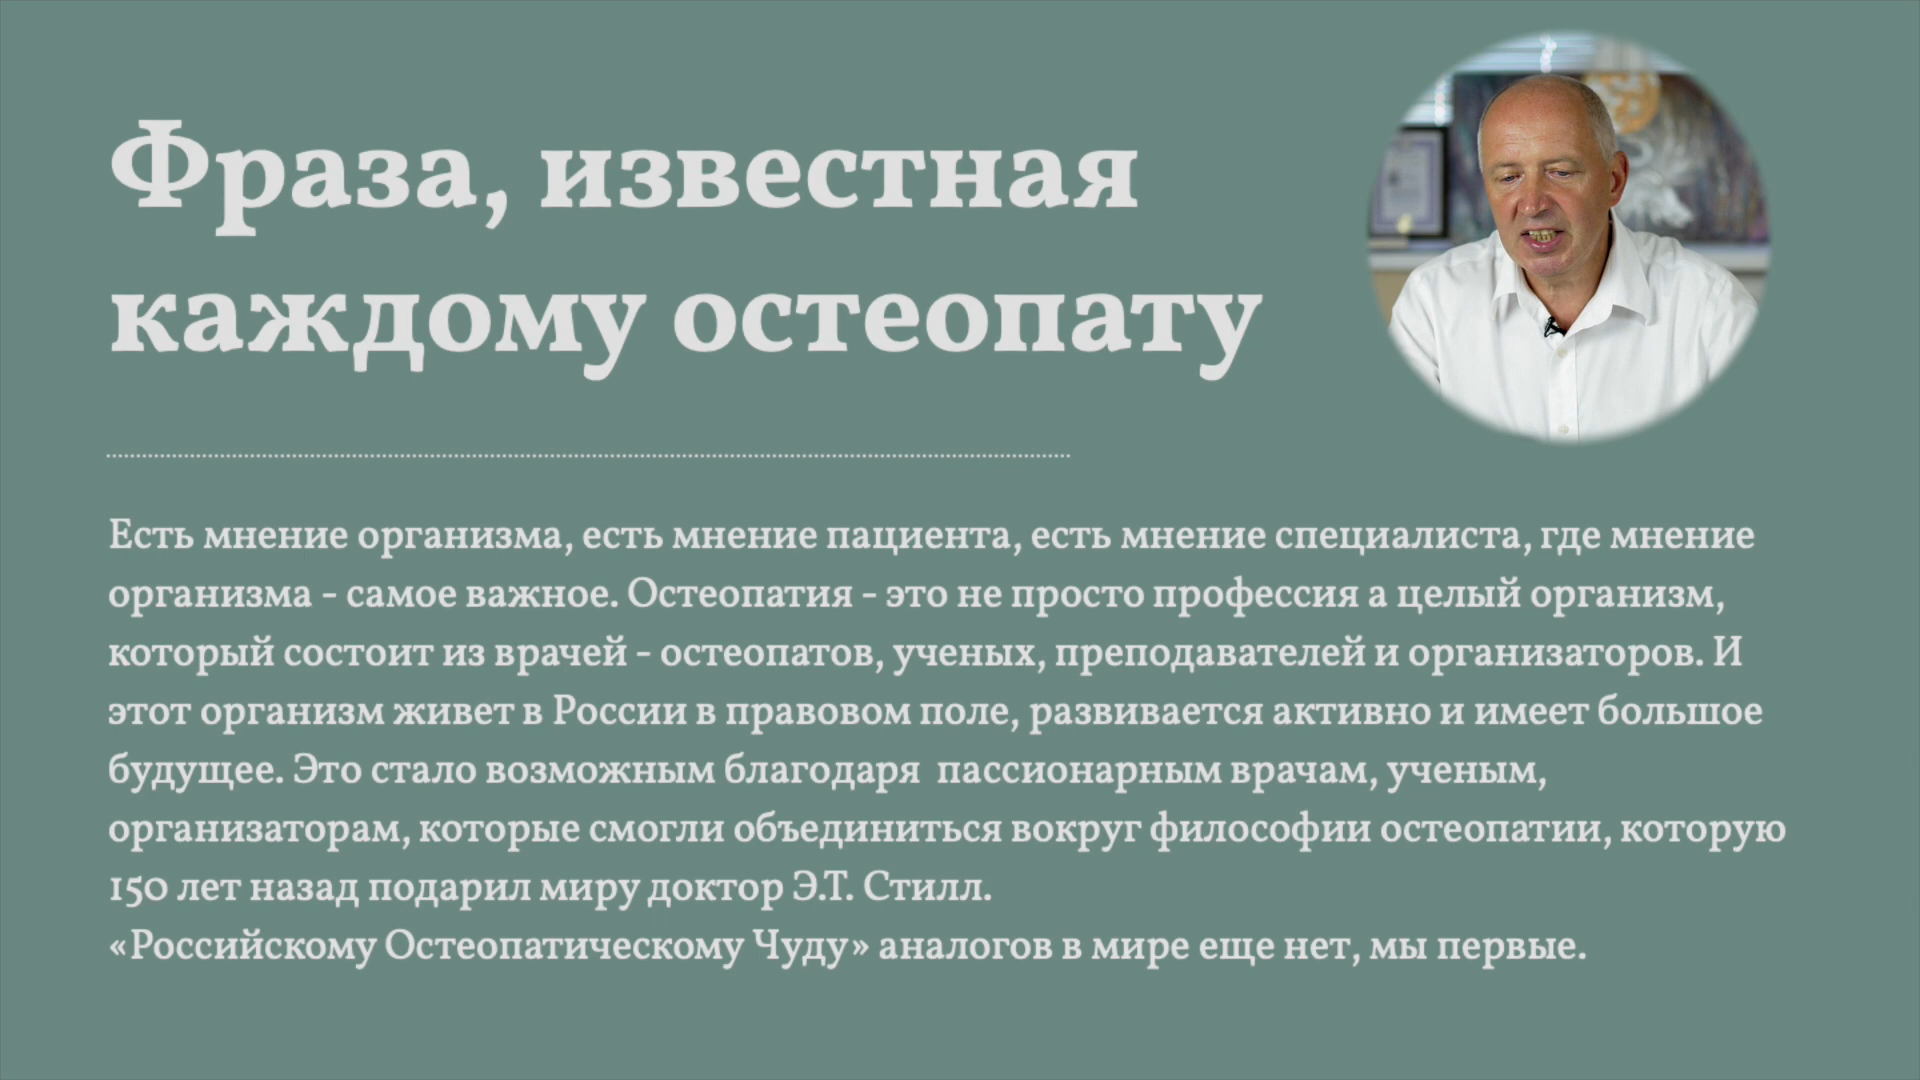 Фраза, известная
каждому остеопату
Есть мнение организма, есть мнение пациента, есть мнение специалиста, где мнение
организма - самое важное. Остеопатия - это не просто профессия а целый организм,
который состоит из врачей - остеопатов, ученых, преподавателей и организаторов. И
этот организм живет в России в правовом поле, развивается активно и имеет большое
будущее. Это стало возможным благодаря  пассионарным врачам, ученым,
организаторам, которые смогли объединиться вокруг философии остеопатии, которую
150 лет назад подарил миру доктор Э.Т. Стилл.
«Российскому Остеопатическому Чуду» аналогов в мире еще нет, мы первые.